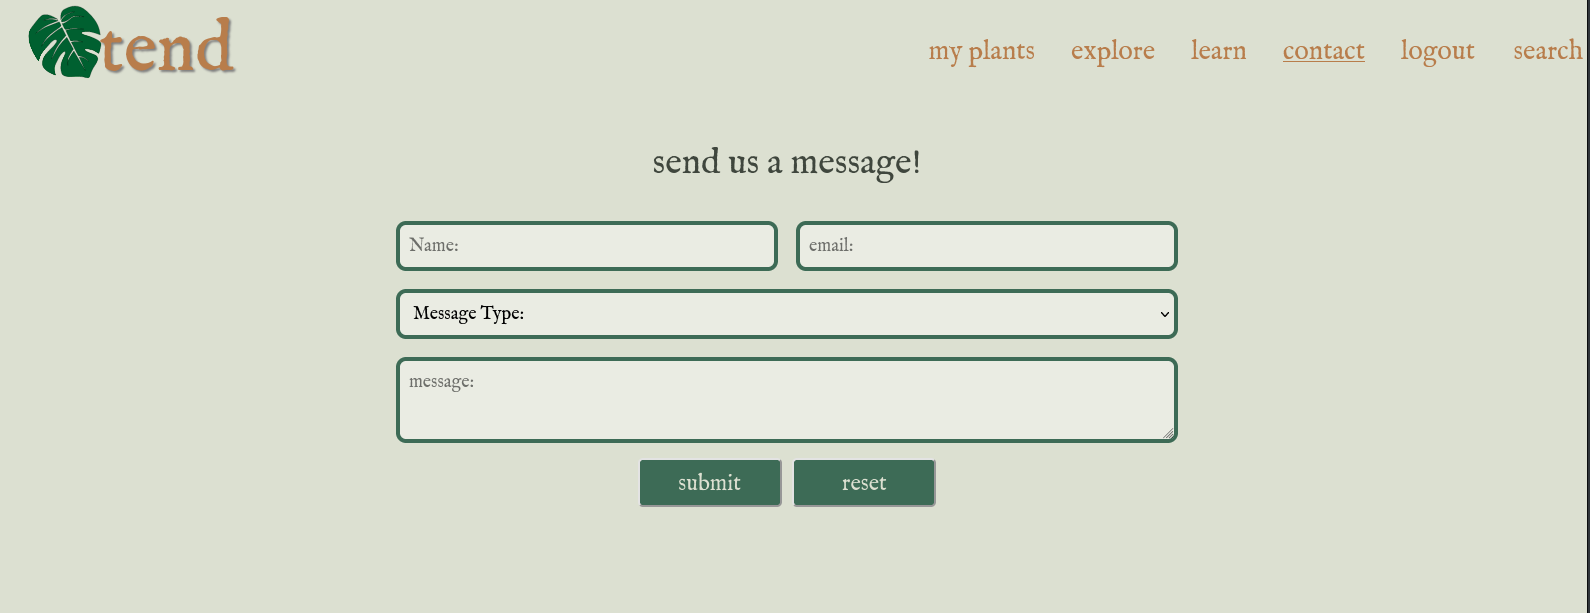 tend
my plants explore learn contact logout search
send us a message!
Name: email:
Message Type:
message:
submit reset